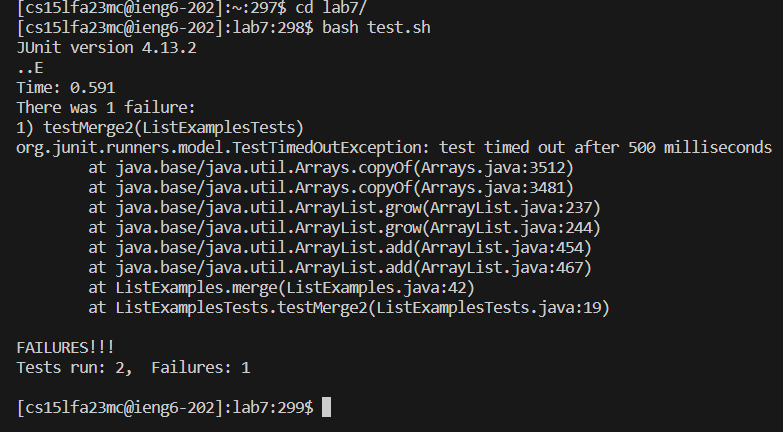 [cs15lfa23mc@ieng6-202]:~:297$ cd lab7/
[cs15lfa23mc@ieng6-202]:lab7:298$ bash test.sh
JUnit version 4.13.2
..E
Time: 0.591
There was 1 failure:
1) testMerge2(ListExamplesTests)
org.junit.runners.model.TestTimedOutException: test timed out after 500 milliseconds
        at java.base/java.util.Arrays.copyOf(Arrays.java:3512)
        at java.base/java.util.Arrays.copyOf(Arrays.java:3481)
        at java.base/java.util.ArrayList.grow(ArrayList.java:237)
        at java.base/java.util.ArrayList.grow(ArrayList.java:244)
        at java.base/java.util.ArrayList.add(ArrayList.java:454)
        at java.base/java.util.ArrayList.add(ArrayList.java:467)
        at ListExamples.merge(ListExamples.java:42)
        at ListExamplesTests.testMerge2(ListExamplesTests.java:19)

FAILURES!!!
Tests run: 2,  Failures: 1

[cs15lfa23mc@ieng6-202]:lab7:299$